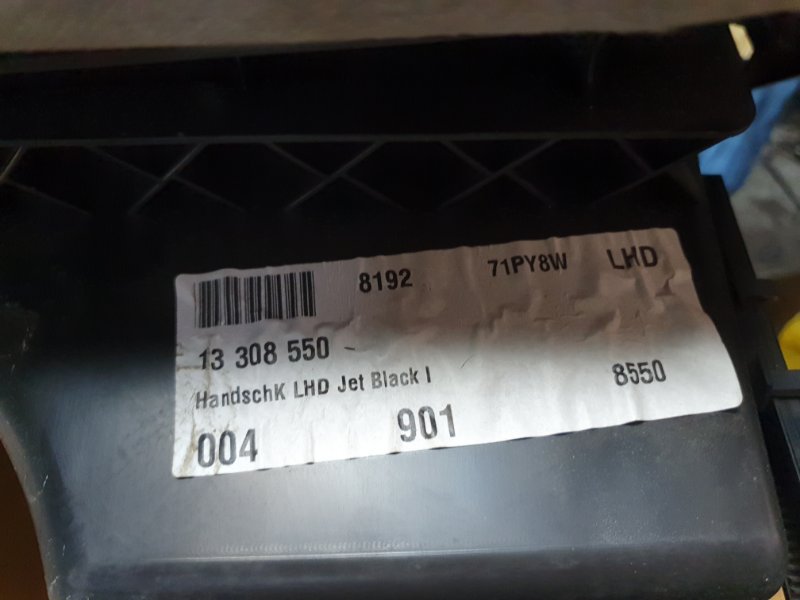 8192 71PY8W LHD
13 308 550 -
HandschK LHD Jet Black I 8550
004 901